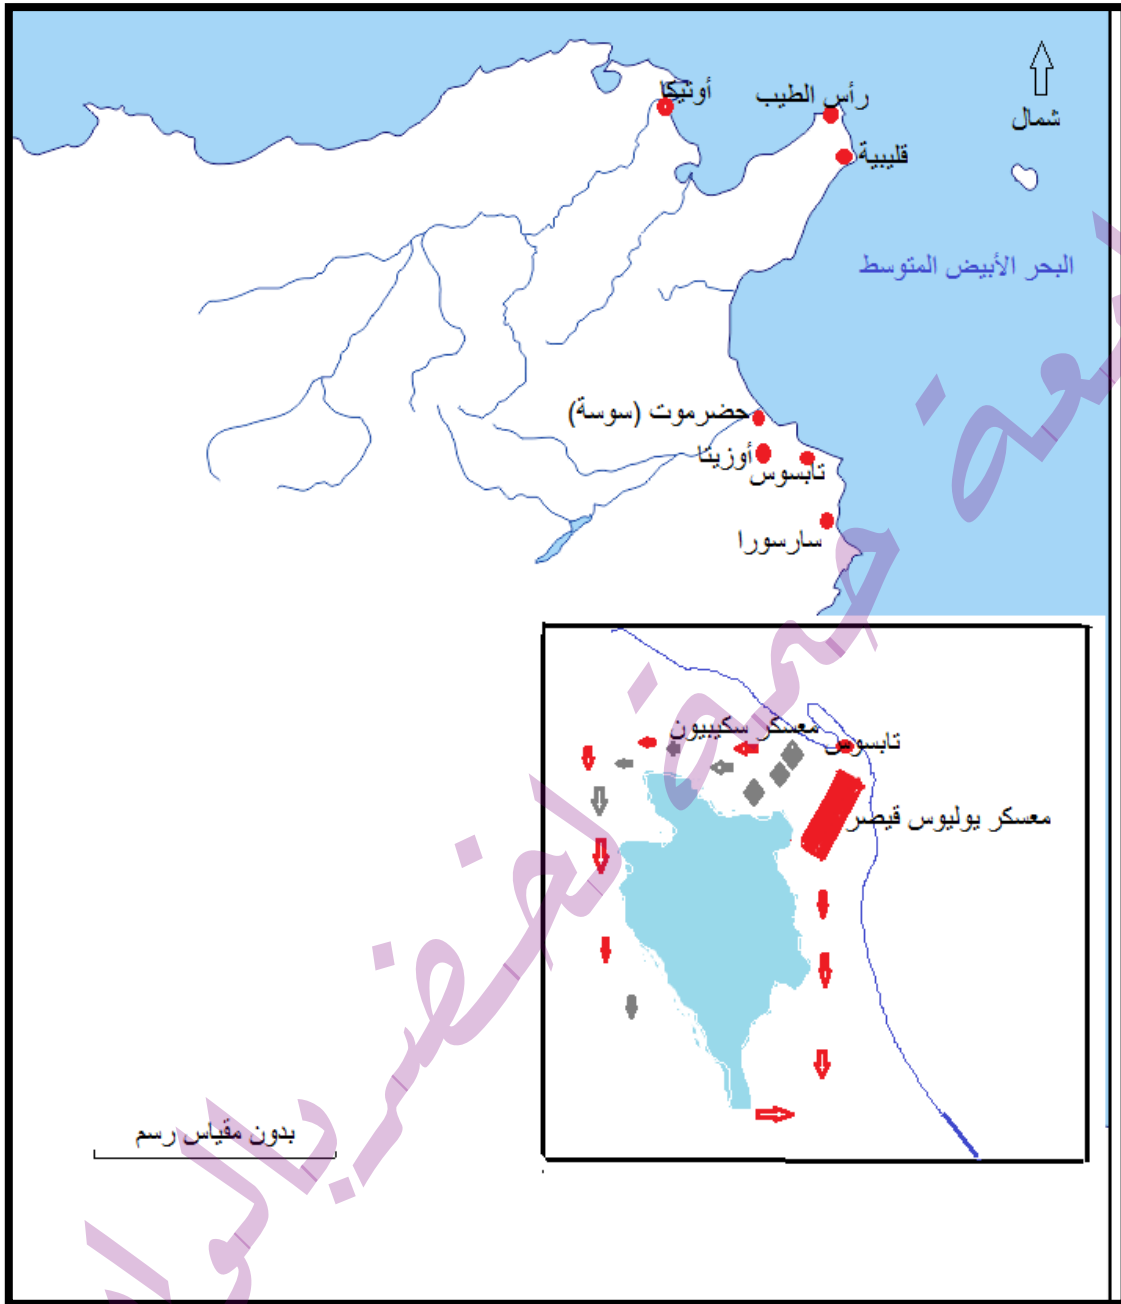 أوتيكا
رأس الطيب
شمال
قليبية
البحر الأبيض المتوسط
حضرموت (سوسة)
أوزيتا
تابسوس
سارسورا
معسكر سكيبيون
تابسوس
معسكر يوليوس قيصر
بدون مقياس رسم